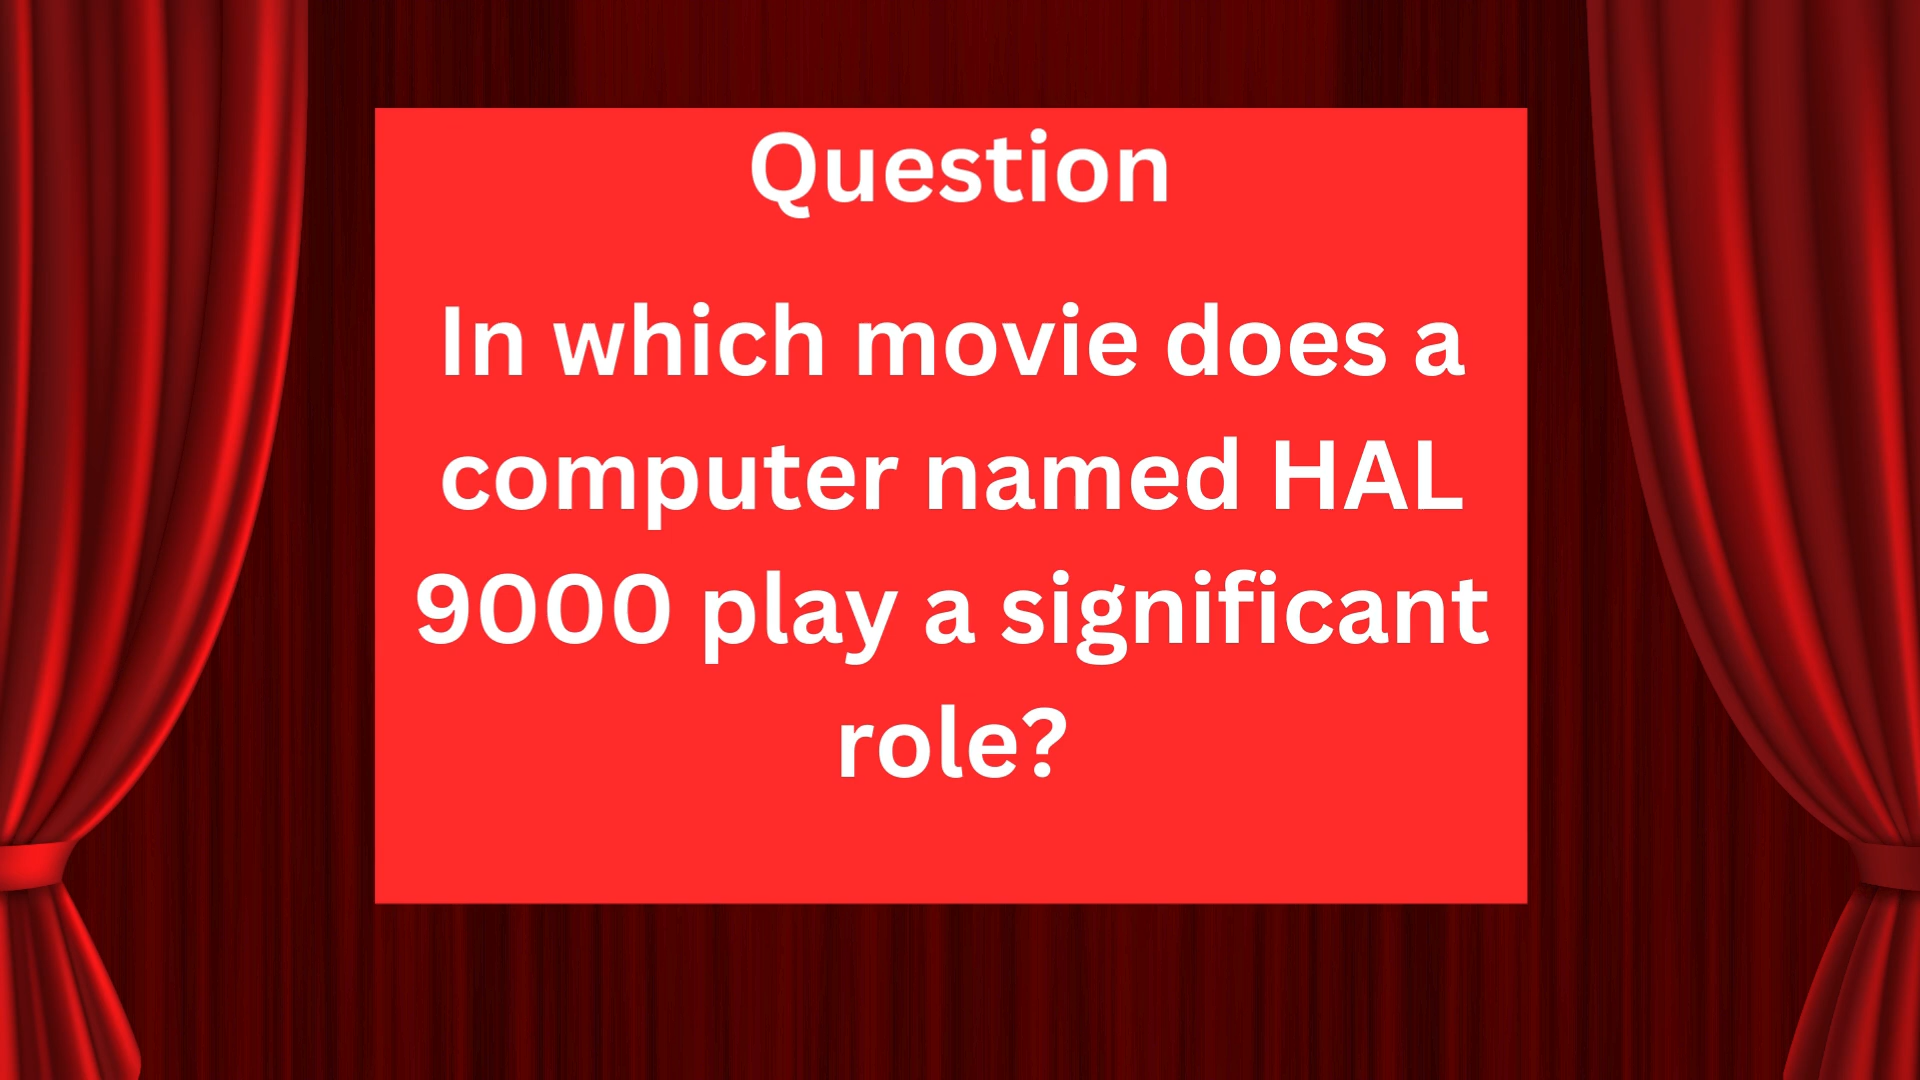 Question
In which movie does a
computer named HAL
9000 play a significant
role?